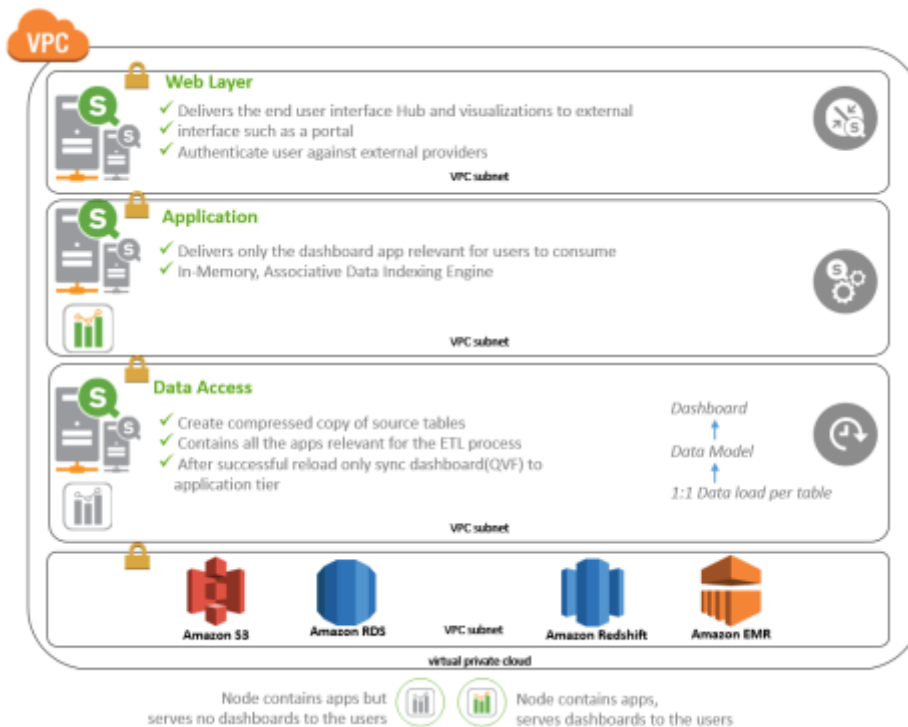 VPC
Web Layer
Delivers the end user interface Hub and visualizations to external
interface such as a portal
Authenticate user against external providers
VPC subnet
Application
Delivers only the dashboard app relevant for users to consume
In-Memory, Associative Data Indexing Engine
VPC subnet
Data Access
Create compressed copy of source tables
Contains all the apps relevant for the ETL process
After successful reload only sync dashboard(QVF) to
application tier
Dashboard
Data Model
1:1 Data load per table
VPC subnet
Amazon S3
Amazon RDS
VPC subnet
Amazon Redshift
Amazon EMR
virtual private cloud
Node contains apps but
serves no dashboards to the users
Node contains apps,
serves dashboards to the users
S
S
S
S
S
S
S
S